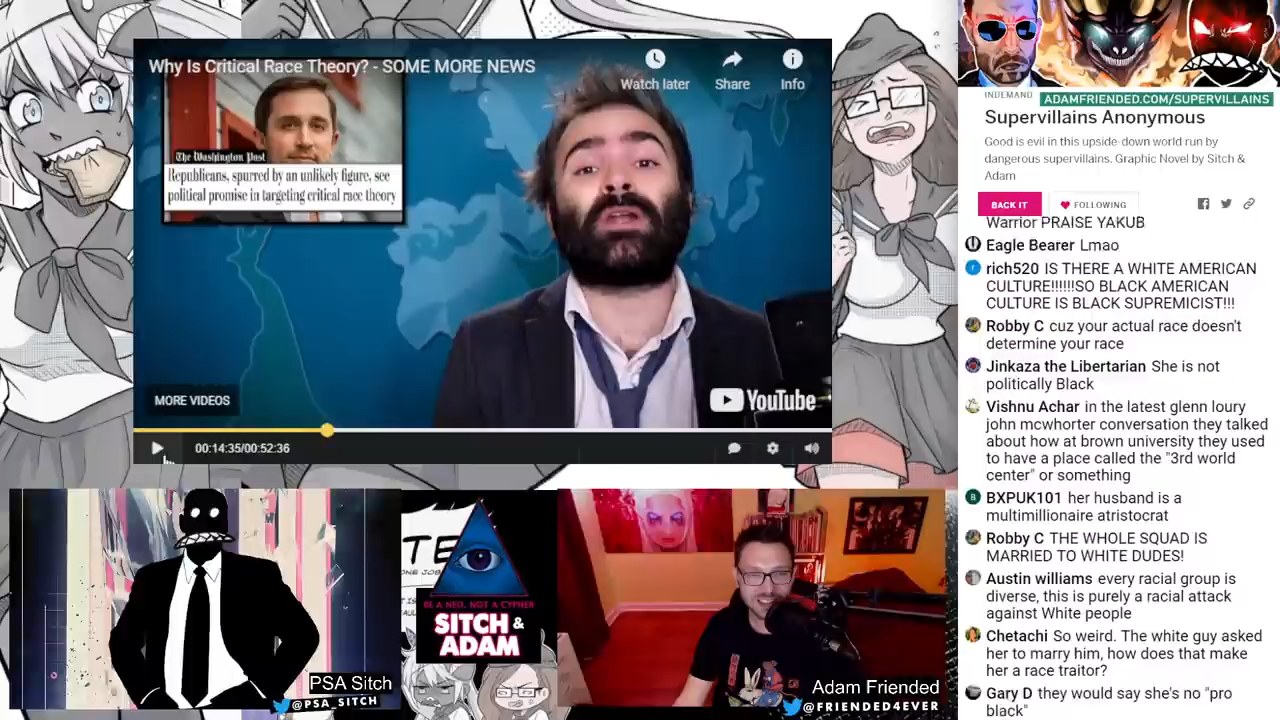 Why Is Critical Race Theory? - SOME MORE NEWS
Watch later
Share
Info
The Washington Post
Republicans, spurred by an unlikely figure, see
political promise in targeting critical race theory
MORE VIDEOS
YouTube
00:14:35/00:52:36
PSA Sitch
@PSA_SITCH
TE
ONE JOB
BE A NEO, NOT A CYPHER
SITCH &
ADAM
Adam Friended
@FRIENDED4EVER
INDEMAND
ADAMFRIENDED.COM/SUPERVILLAINS
Supervillains Anonymous
Good is evil in this upside-down world run by
dangerous supervillains. Graphic Novel by Sitch &
Adam
BACK IT
FOLLOWING
Warrior PRAISE YAKUB
Eagle Bearer Lmao
rich520 IS THERE A WHITE AMERICAN
CULTURE!!!!!!SO BLACK AMERICAN
CULTURE IS BLACK SUPREMICIST!!!
Robby C cuz your actual race doesn't
determine your race
Jinkaza the Libertarian She is not
politically Black
Vishnu Achar in the latest glenn loury
john mcwhorter conversation they talked
about how at brown university they used
to have a place called the "3rd world
center" or something
BXPUK101 her husband is a
multimillionaire atristocrat
Robby C THE WHOLE SQUAD IS
MARRIED TO WHITE DUDES!
Austin williams every racial group is
diverse, this is purely a racial attack
against White people
Chetachi So weird. The white guy asked
her to marry him, how does that make
her a race traitor?
Gary D they would say she's no "pro
black"